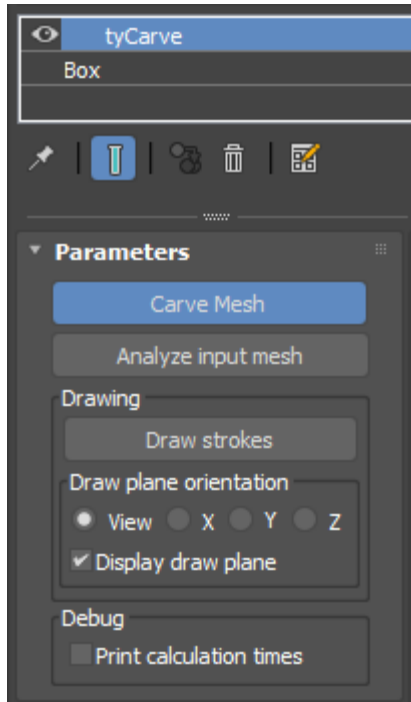 tyCarve
Box
Parameters
Carve Mesh
Analyze input mesh
Drawing
Draw strokes
Draw plane orientation
View X Y Z
Display draw plane
Debug
Print calculation times